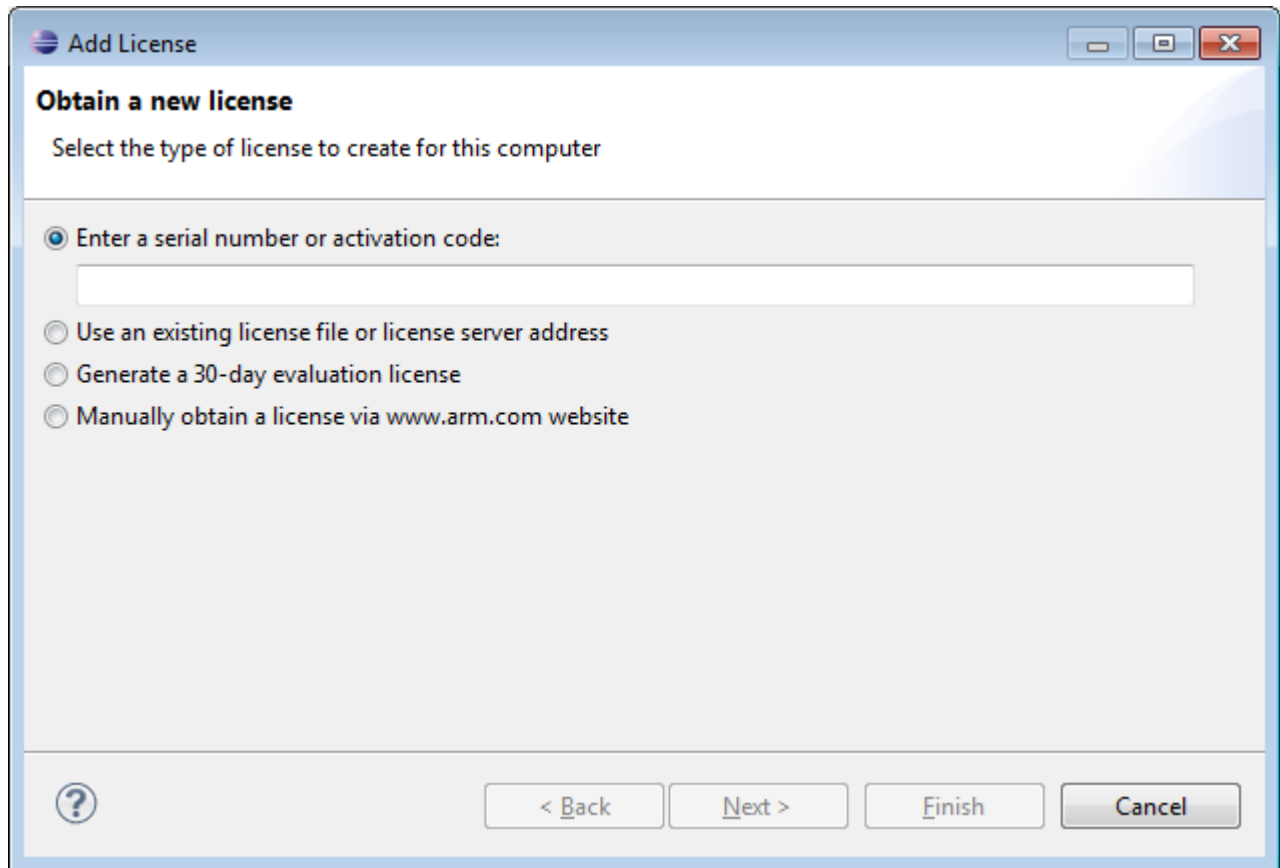 Add License
Obtain a new license
Select the type of license to create for this computer
Enter a serial number or activation code:
Use an existing license file or license server address
Generate a 30-day evaluation license
Manually obtain a license via www.arm.com website
? < Back Next > Finish Cancel